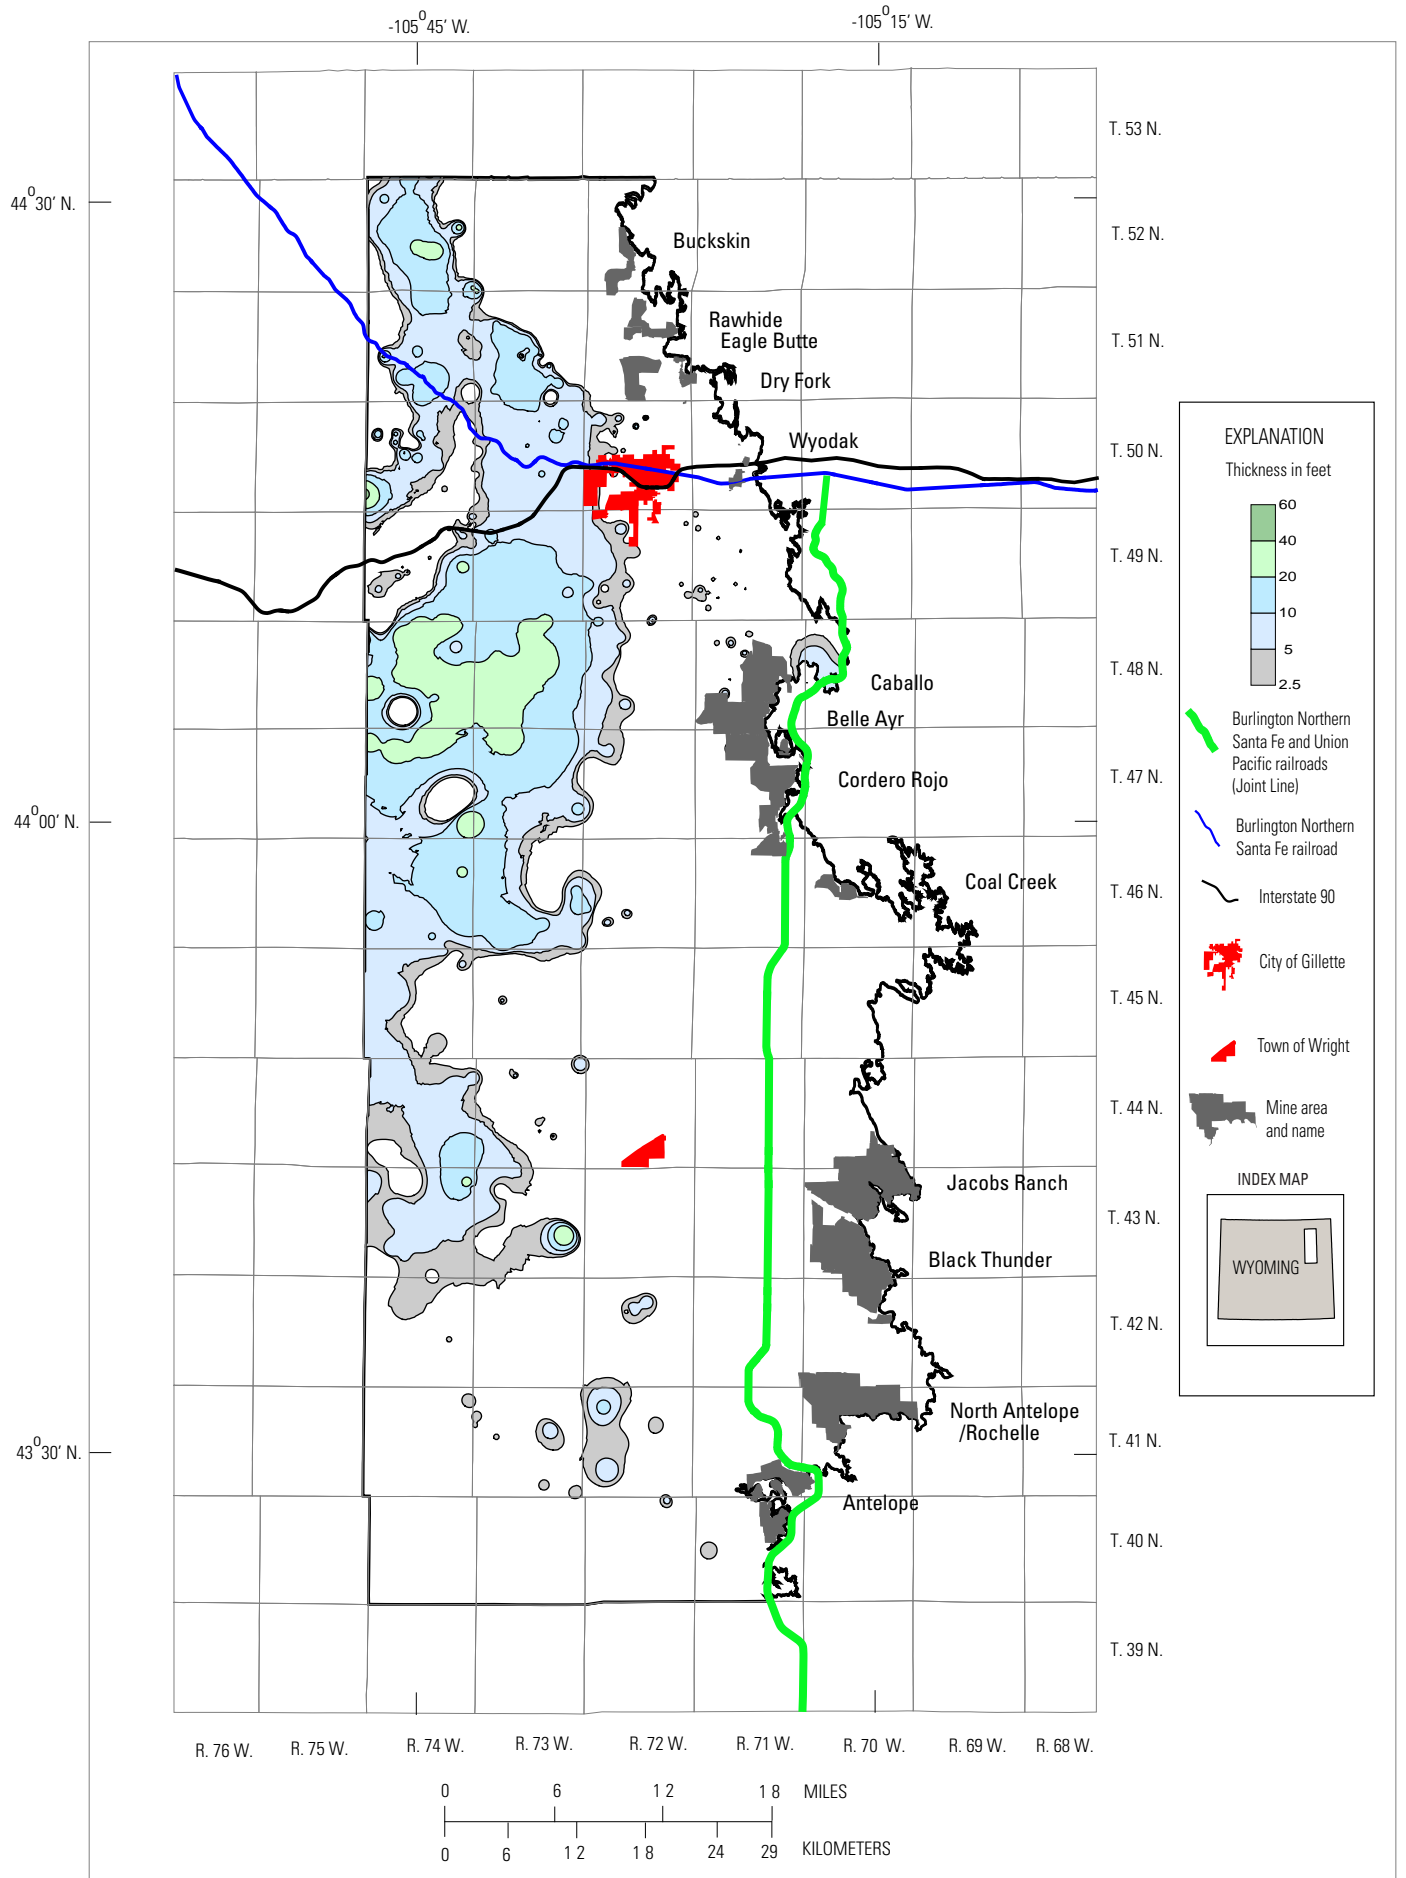 -105°45' W.
-105°15' W.
44°30' N.
44°00' N.
43°30' N.
T. 53 N.
T. 52 N.
T. 51 N.
T. 50 N.
T. 49 N.
T. 48 N.
T. 47 N.
T. 46 N.
T. 45 N.
T. 44 N.
T. 43 N.
T. 42 N.
T. 41 N.
T. 40 N.
T. 39 N.
Buckskin
Rawhide
Eagle Butte
Dry Fork
Wyodak
Caballo
Belle Ayr
Cordero Rojo
Coal Creek
Jacobs Ranch
Black Thunder
North Antelope
/Rochelle
Antelope
R. 76 W.
R. 75 W.
R. 74 W.
R. 73 W.
R. 72 W.
R. 71 W.
R. 70 W.
R. 69 W.
R. 68 W.
0 6 12 18 MILES
0 6 12 18 24 29 KILOMETERS
EXPLANATION
Thickness in feet
60
40
20
10
5
2.5
Burlington Northern
Santa Fe and Union
Pacific railroads
(Joint Line)
Burlington Northern
Santa Fe railroad
Interstate 90
City of Gillette
Town of Wright
Mine area
and name
INDEX MAP
WYOMING